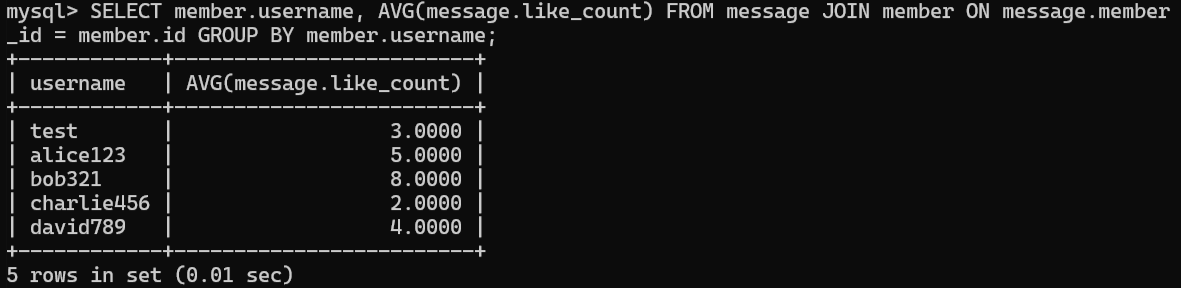 mysql> SELECT member.username, AVG(message.like_count) FROM message JOIN member ON message.member
_id = member.id GROUP BY member.username;
+------------+-------------------------+
| username   | AVG(message.like_count) |
+------------+-------------------------+
| test       |                  3.0000 |
| alice123   |                  5.0000 |
| bob321     |                  8.0000 |
| charlie456 |                  2.0000 |
| david789   |                  4.0000 |
+------------+-------------------------+
5 rows in set (0.01 sec)